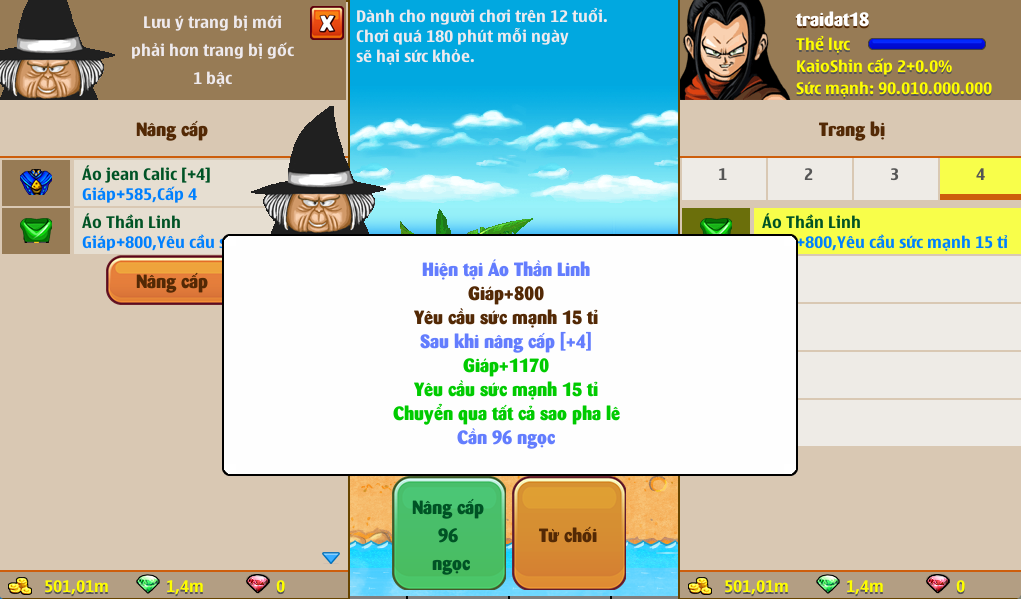 Lưu ý trang bị mới
phải hơn trang bị gốc
1 bậc
X
Nâng cấp
Áo jean Calic [+4]
Giáp+585,Cấp 4
Áo Thần Linh
Giáp+800,Yêu cầu
Nâng cấp
Dành cho người chơi trên 12 tuổi.
Chơi quá 180 phút mỗi ngày
sẽ hại sức khỏe.
Hiện tại Áo Thần Linh
Giáp+800
Yêu cầu sức mạnh 15 tỉ
Sau khi nâng cấp [+4]
Giáp+1170
Yêu cầu sức mạnh 15 tỉ
Chuyển qua tất cả sao pha lê
Cần 96 ngọc
Nâng cấp
96
ngọc
Từ chối
traidat18
Thể lực
KaioShin cấp 2+0.0%
Sức mạnh: 90.010.000.000
Trang bị
1 2 3 4
Áo Thần Linh
+800,Yêu cầu sức mạnh 15 tỉ
501,01m 1,4m 0
501,01m 1,4m 0